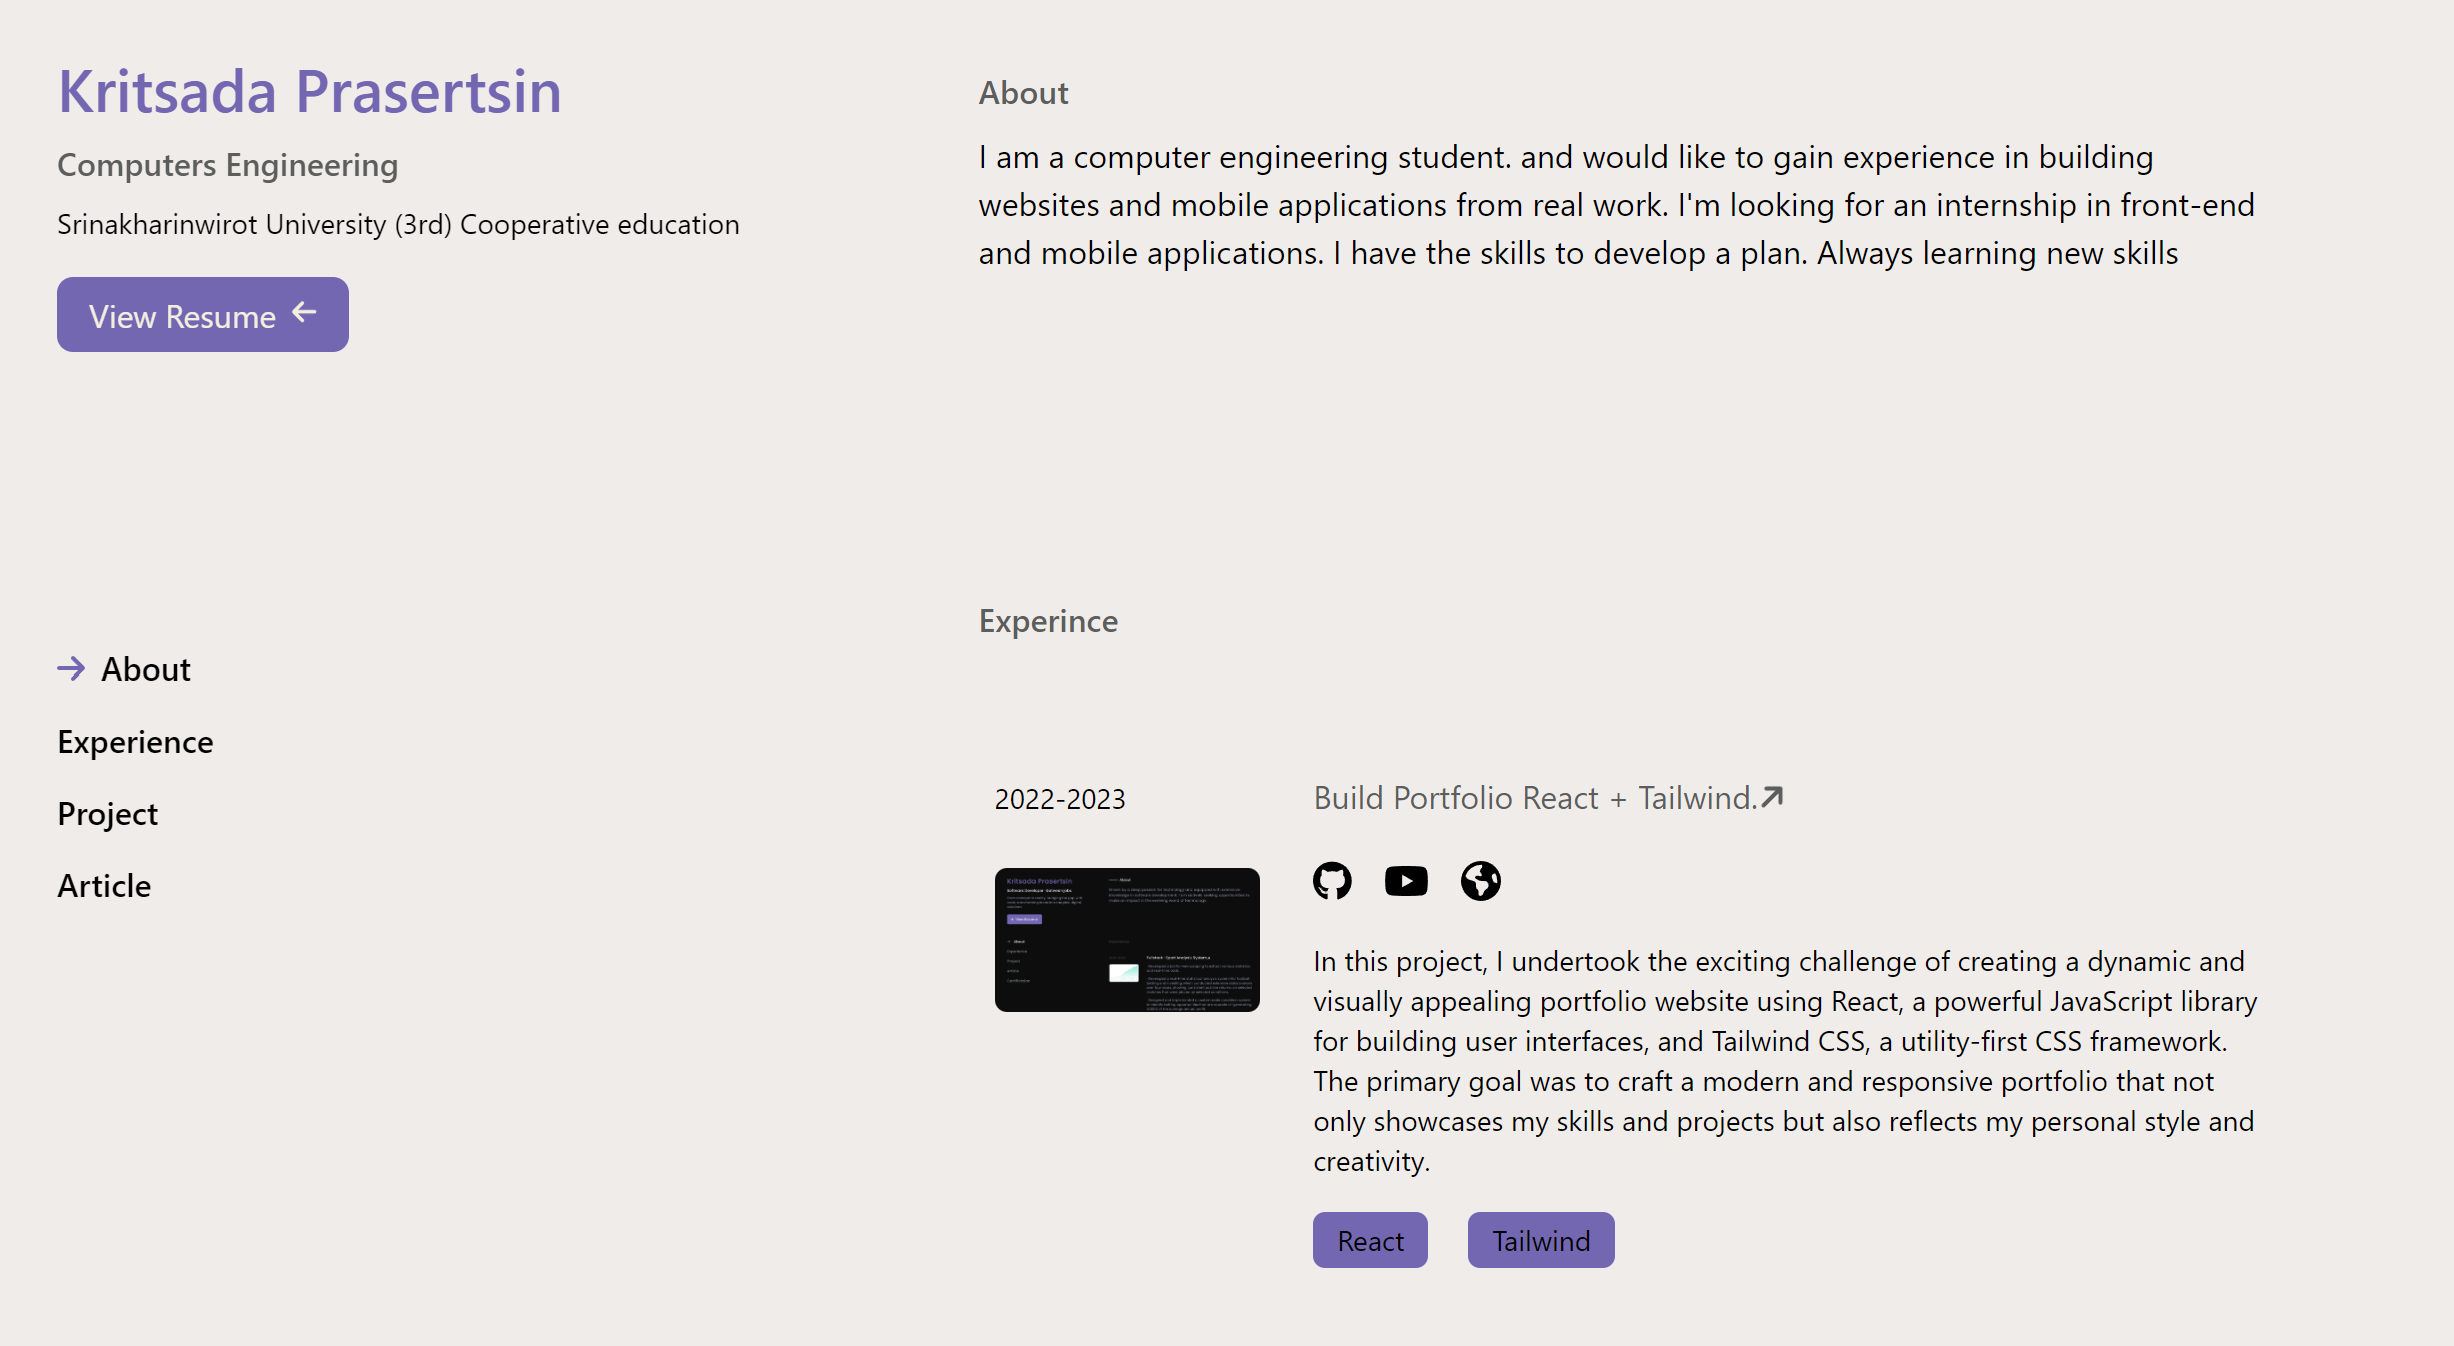 Kritsada Prasertsin
Computers Engineering
Srinakharinwirot University (3rd) Cooperative education
View Resume
About
Experience
Project
Article
About
I am a computer engineering student. and would like to gain experience in building
websites and mobile applications from real work. I'm looking for an internship in front-end
and mobile applications. I have the skills to develop a plan. Always learning new skills
Experince
2022-2023
Kritsada Prasertsin
About
Build Portfolio React + Tailwind.
In this project, I undertook the exciting challenge of creating a dynamic and
visually appealing portfolio website using React, a powerful JavaScript library
for building user interfaces, and Tailwind CSS, a utility-first CSS framework.
The primary goal was to craft a modern and responsive portfolio that not
only showcases my skills and projects but also reflects my personal style and
creativity.
React
Tailwind